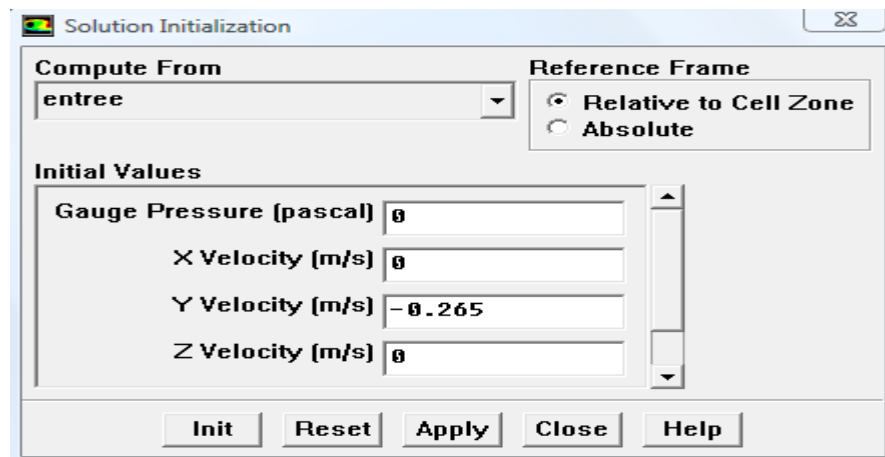 Solution Initialization
Compute From
Reference Frame
entree
Relative to Cell Zone
Absolute
Initial Values
Gauge Pressure (pascal) 0
X Velocity (m/s) 0
Y Velocity (m/s) -0.265
Z Velocity (m/s) 0
Init Reset Apply Close Help